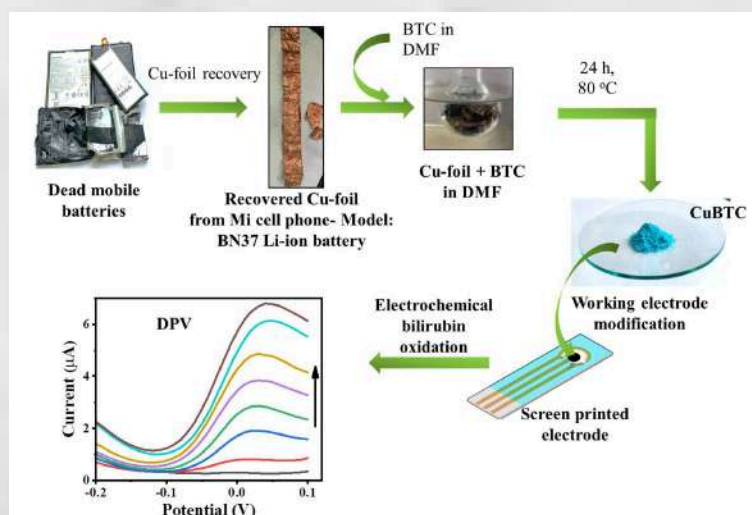 Cu-foil recovery
BTC in
DMF
24 h,
80 °C
Dead mobile
batteries
Recovered Cu-foil
from Mi cell phone- Model:
BN37 Li-ion battery
Cu-foil + BTC
in DMF
CuBTC
Working electrode
modification
Screen printed
electrode
Electrochemical
bilirubin
oxidation
DPV
Current (μA)
6
4
2
0
-0.2
-0.1
0.0
0.1
Potential (V)